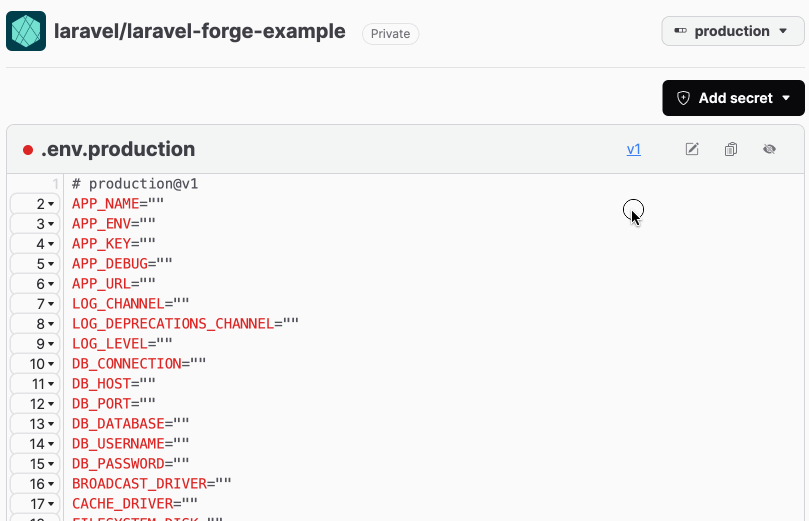 laravel/laravel-forge-example Private production
Add secret
.env.production v1
1 # production@v1
2 APP_NAME=""
3 APP_ENV=""
4 APP_KEY=""
5 APP_DEBUG=""
6 APP_URL=""
7 LOG_CHANNEL=""
8 LOG_DEPRECATIONS_CHANNEL=""
9 LOG_LEVEL=""
10 DB_CONNECTION=""
11 DB_HOST=""
12 DB_PORT=""
13 DB_DATABASE=""
14 DB_USERNAME=""
15 DB_PASSWORD=""
16 BROADCAST_DRIVER=""
17 CACHE_DRIVER=""
18 FILESYSTEM_DISK=""